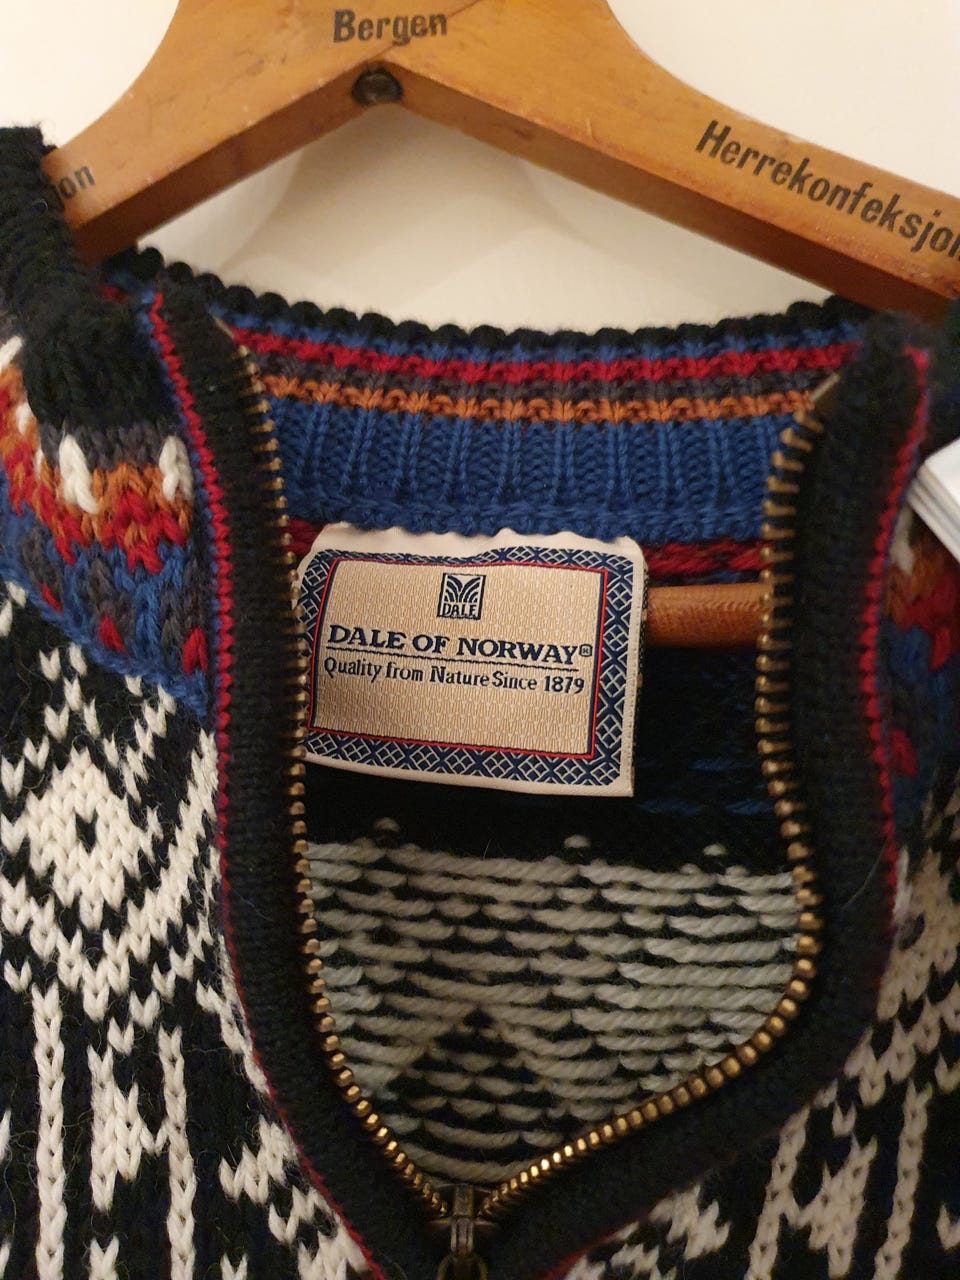 Bergen
Herrekonfeksjon
DALE
DALE OF NORWAY®
Quality from Nature Since 1879